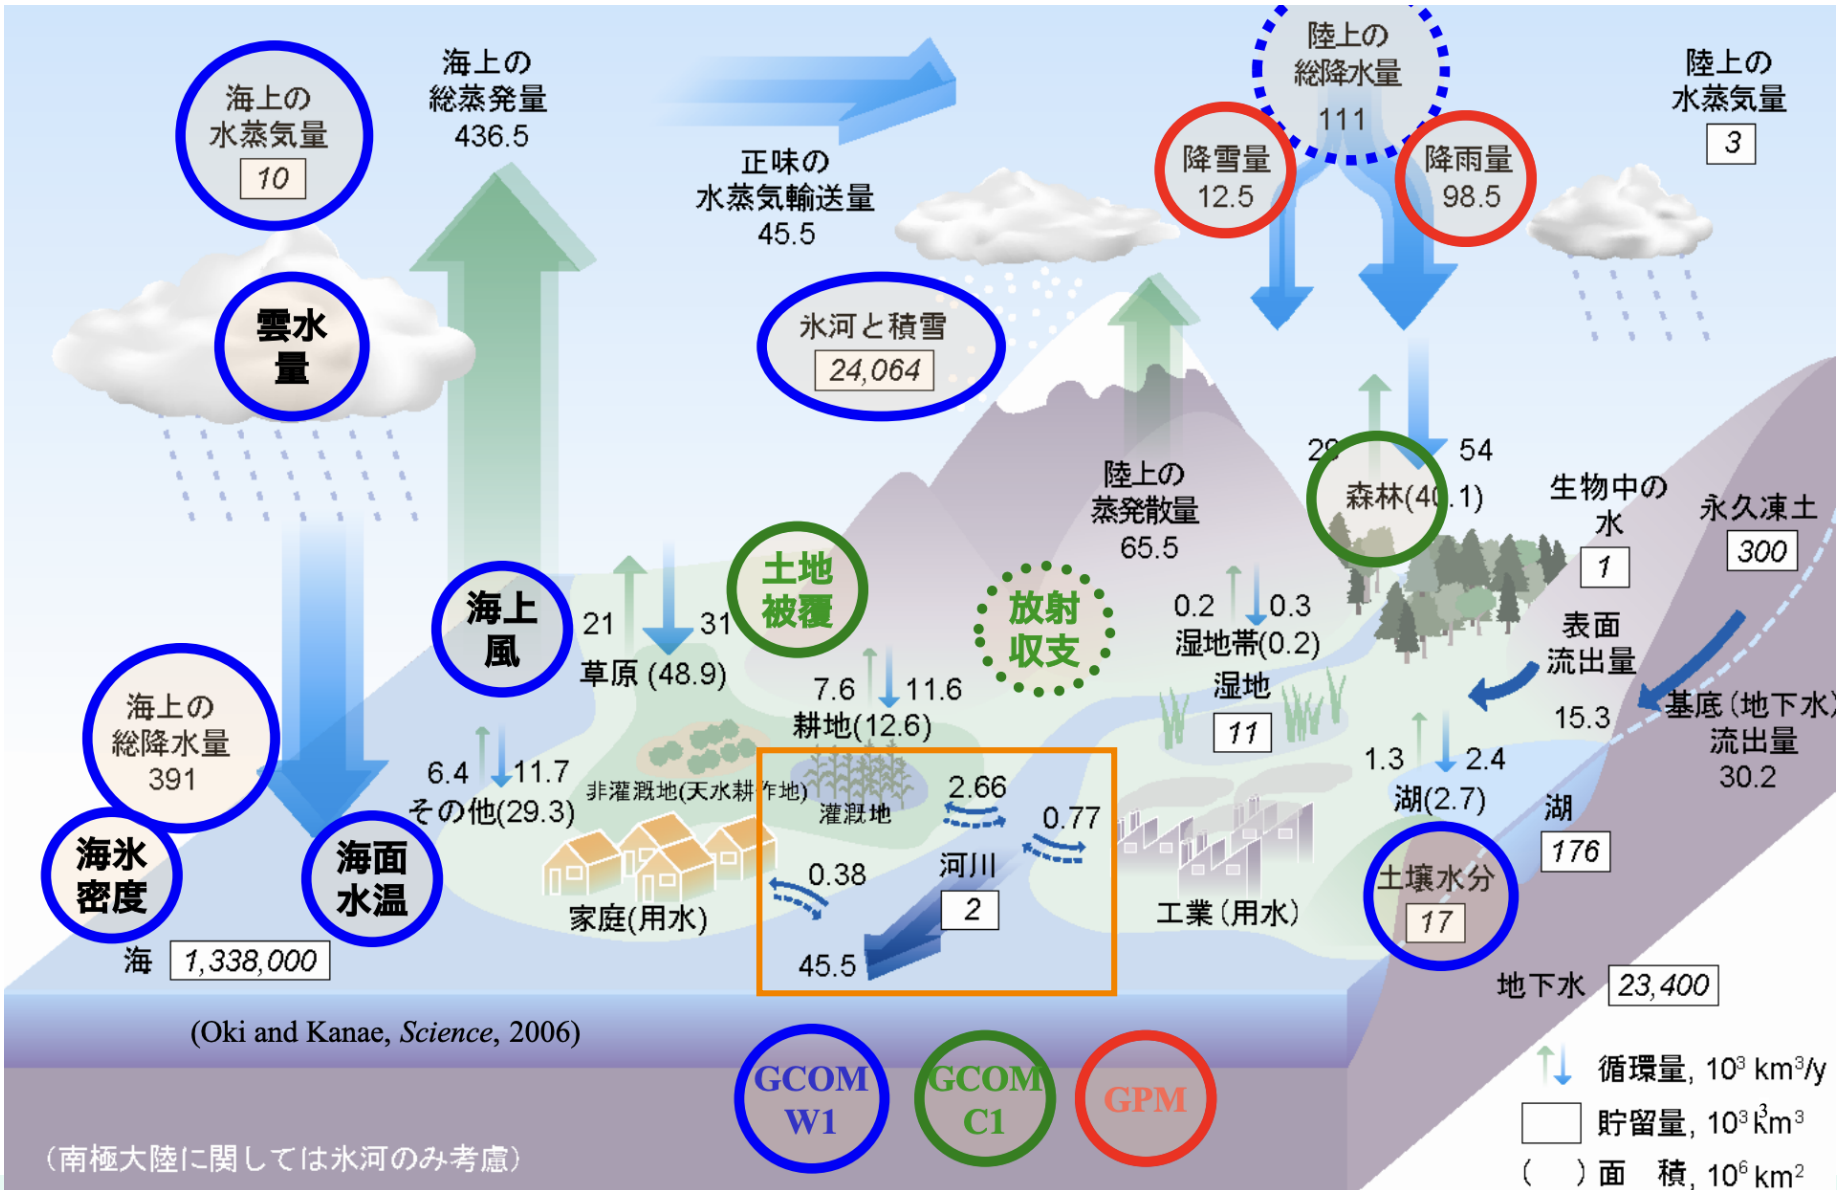 海上の
水蒸気量
10
海上の
総蒸発量
436.5
正味の
水蒸気輸送量
45.5
陸上の
総降水量
111
降雪量
12.5
降雨量
98.5
陸上の
水蒸気量
3
雲水
量
氷河と積雪
24,064
陸上の
蒸発散量
65.5
54
森林(40.1)
生物中の
水
1
永久凍土
300
海上
風
21
31
草原 (48.9)
土地
被覆
放射
収支
0.2
0.3
湿地帯(0.2)
湿地
11
表面
流出量
15.3
基底(地下水)
流出量
30.2
海上の
総降水量
391
7.6
11.6
耕地(12.6)
6.4
11.7
その他(29.3)
非灌漑地(天水耕作地)
灌漑地
2.66
0.77
1.3
2.4
湖(2.7)
湖
176
海氷
密度
海面
水温
0.38
河川
2
45.5
家庭(用水)
工業(用水)
土壌水分
17
海
1,338,000
地下水
23,400
(Oki and Kanae, Science, 2006)
GCOM
W1
GCOM
C1
GPM
循環量, 10³ km³/y
貯留量, 10³ km³
( ) 面 積, 10⁶ km²
(南極大陸に関しては氷河のみ考慮)